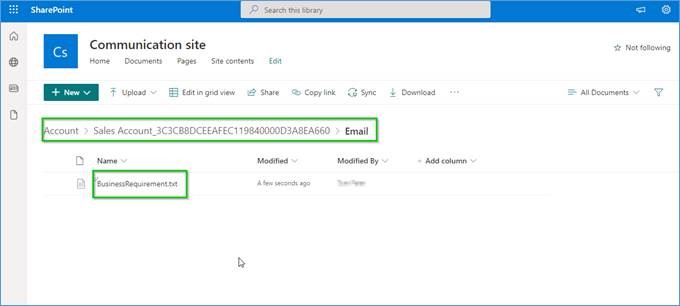 SharePoint
Search this library
Cs
Communication site
Not following
Home Documents Pages Site contents Edit
+ New Upload Edit in grid view Share Copy link Sync Download ... All Documents
Account > Sales Account_3C3CB8DCEEAFEC119840000D3A8EA660 > Email
Name Modified Modified By + Add column
BusinessRequirement.txt A few seconds ago